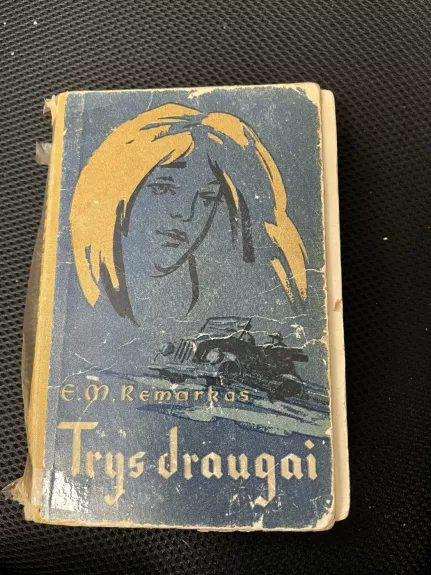 E. M. Remarkas
Trys draugai